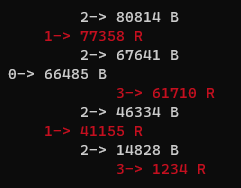 2-> 80814 B
1-> 77358 R
2-> 67641 B
0-> 66485 B
3-> 61710 R
2-> 46334 B
1-> 41155 R
2-> 14828 B
3-> 1234 R